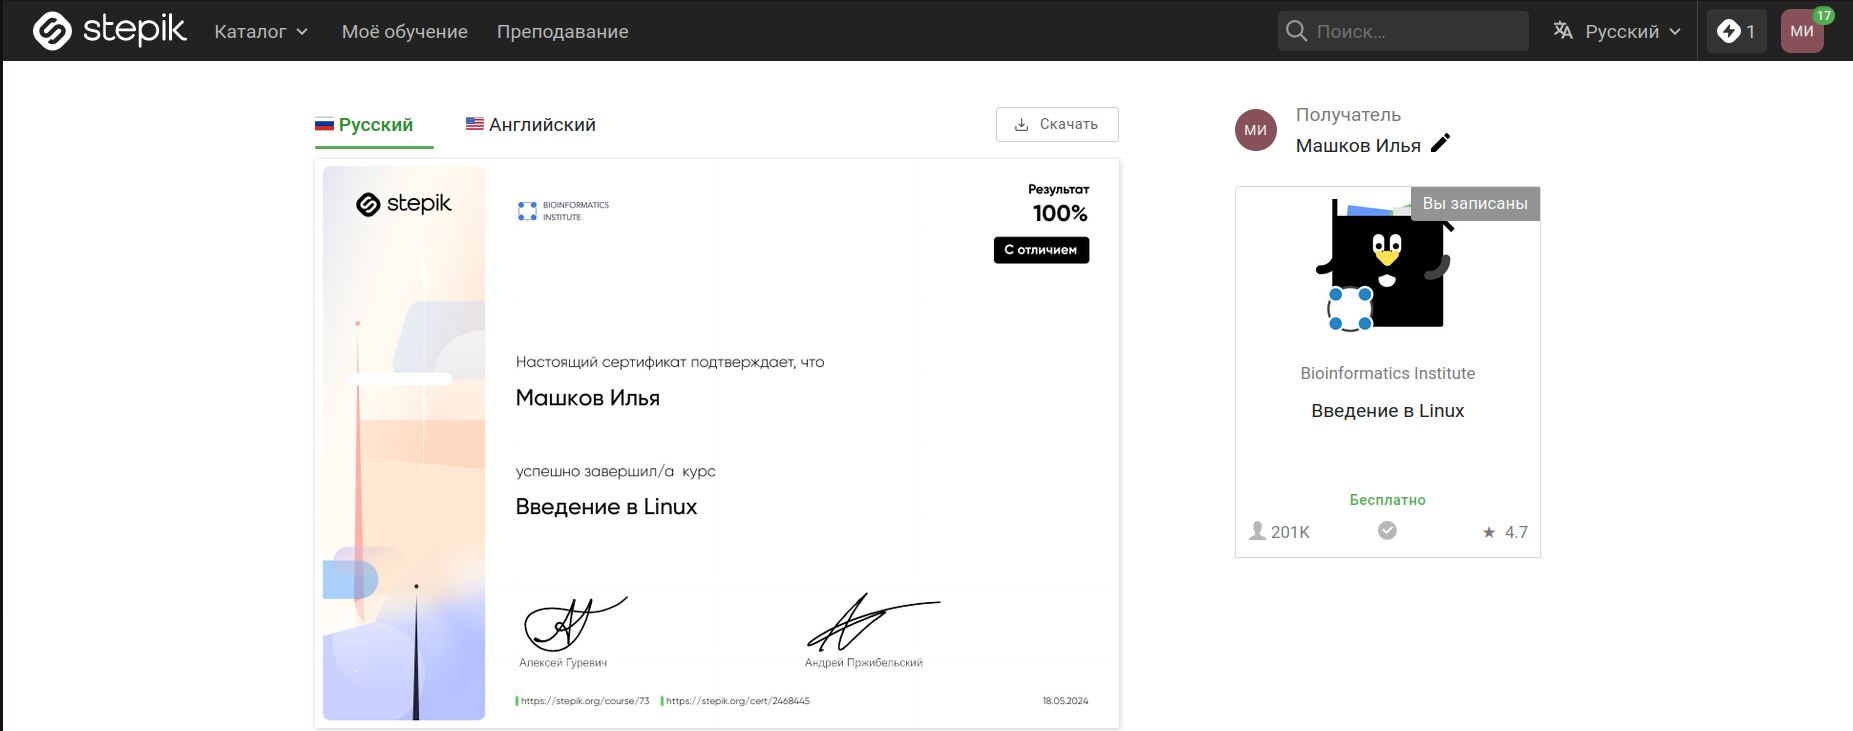 stepik
Каталог
Моё обучение
Преподавание
Поиск...
Русский
1
МИ
17
Русский
Английский
Скачать
stepik
BIOINFORMATICS
INSTITUTE
Результат
100%
С отличием
Настоящий сертификат подтверждает, что
Машков Илья
успешно завершил/а курс
Введение в Linux
Алексей Гуревич
Андрей Пржибельский
https://stepik.org/course/73
https://stepik.org/cert/2468445
18.05.2024
МИ
Получатель
Машков Илья
Вы записаны
Bioinformatics Institute
Введение в Linux
Бесплатно
201K
4.7